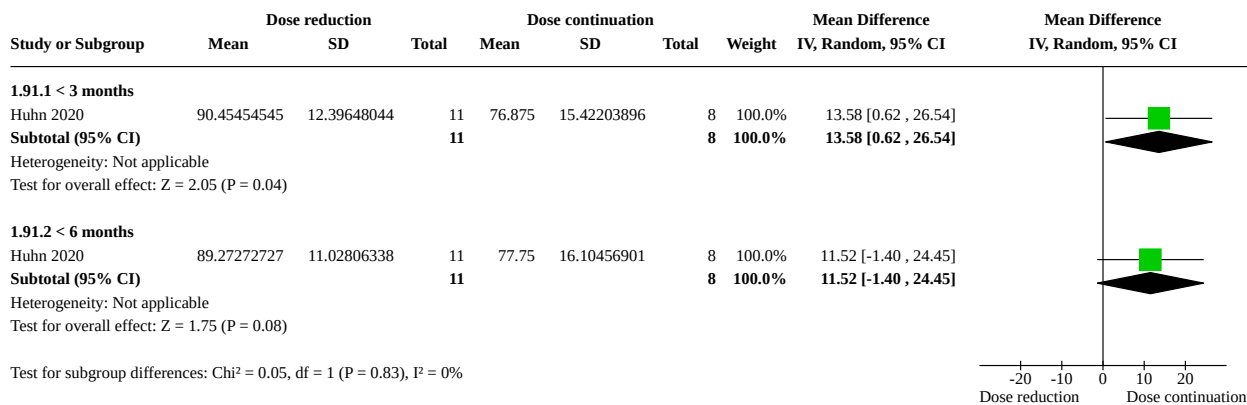 Dose reduction Dose continuation Mean Difference Mean Difference
Study or Subgroup Mean SD Total Mean SD Total Weight IV, Random, 95% CI IV, Random, 95% CI
1.91.1 < 3 months
Huhn 2020 90.45454545 12.39648044 11 76.875 15.42203896 8 100.0% 13.58 [0.62 , 26.54]
Subtotal (95% CI) 11 8 100.0% 13.58 [0.62 , 26.54]
Heterogeneity: Not applicable
Test for overall effect: Z = 2.05 (P = 0.04)
1.91.2 < 6 months
Huhn 2020 89.27272727 11.02806338 11 77.75 16.10456901 8 100.0% 11.52 [-1.40 , 24.45]
Subtotal (95% CI) 11 8 100.0% 11.52 [-1.40 , 24.45]
Heterogeneity: Not applicable
Test for overall effect: Z = 1.75 (P = 0.08)
Test for subgroup differences: Chi² = 0.05, df = 1 (P = 0.83), I² = 0%
-20 -10 0 10 20
Dose reduction Dose continuation